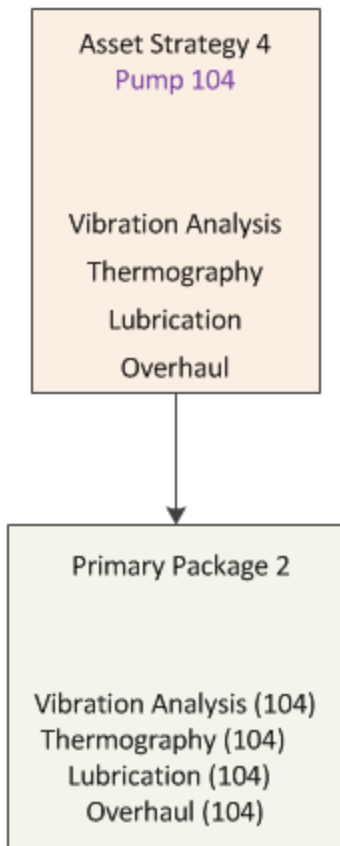 Asset Strategy 4
Pump 104
Vibration Analysis
Thermography
Lubrication
Overhaul
Primary Package 2
Vibration Analysis (104)
Thermography (104)
Lubrication (104)
Overhaul (104)